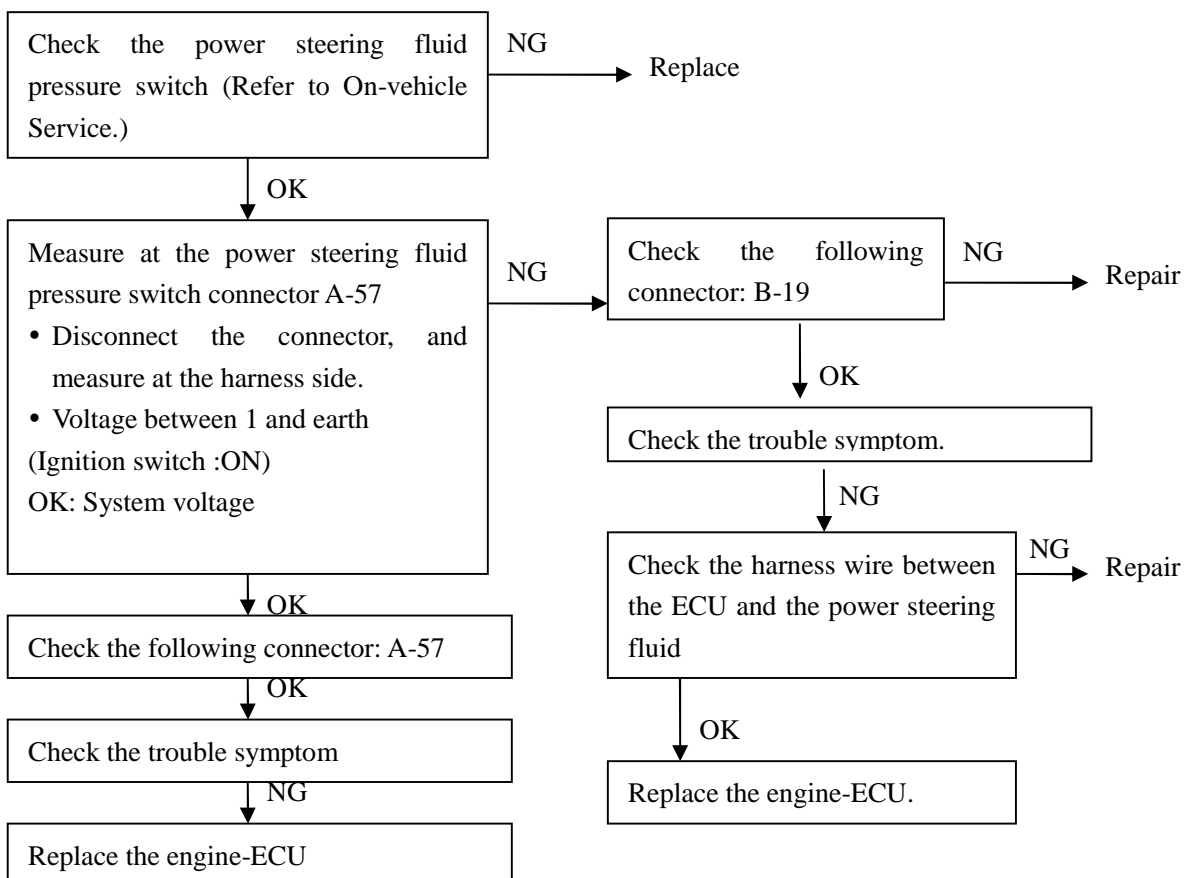 Check the power steering fluid
pressure switch (Refer to On-vehicle
Service.)
NG
Replace
OK
Measure at the power steering fluid
pressure switch connector A-57
• Disconnect the connector, and
measure at the harness side.
• Voltage between 1 and earth
(Ignition switch :ON)
OK: System voltage
NG
Check the following
connector: B-19
NG
Repair
OK
Check the trouble symptom.
NG
Check the harness wire between
the ECU and the power steering
fluid
NG
Repair
OK
Replace the engine-ECU.
OK
Check the following connector: A-57
OK
Check the trouble symptom
NG
Replace the engine-ECU